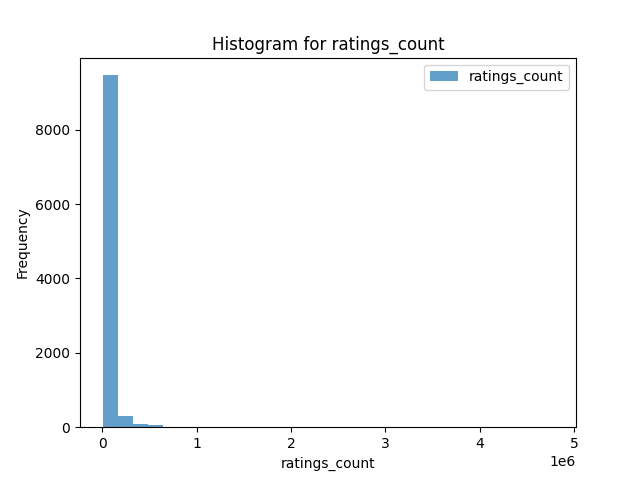 Histogram for ratings_count
ratings_count
8000
6000
4000
2000
0
Frequency
0 1 2 3 4 5
1e6
ratings_count